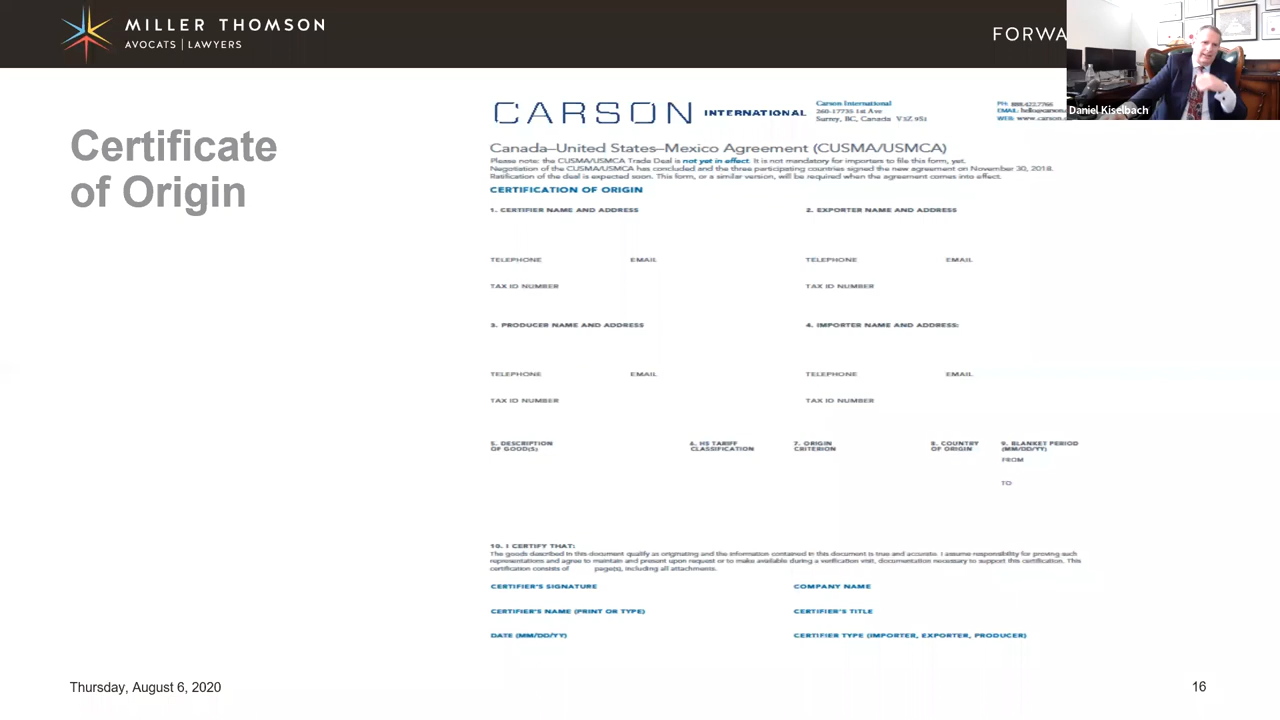 MILLER THOMSON
AVOCATS | LAWYERS
FORWA
Daniel Kiselbach
Certificate
of Origin
CARSON INTERNATIONAL
Carson International
260-17735 1st Ave
Surrey, BC, Canada V3Z 9S1
PH: 888.422.7766
EMAIL: hello@carson.
WEB: www.carson.c
Canada–United States–Mexico Agreement (CUSMA/USMCA)
Please note: the CUSMA/USMCA Trade Deal is not yet in effect. It is not mandatory for importers to file this form, yet.
Negotiation of the CUSMA/USMCA has concluded and the three participating countries signed the new agreement on November 30, 2018.
Ratification of the deal is expected soon. This form, or a similar version, will be required when the agreement comes into effect.
CERTIFICATION OF ORIGIN
1. CERTIFIER NAME AND ADDRESS
2. EXPORTER NAME AND ADDRESS
TELEPHONE EMAIL
TELEPHONE EMAIL
TAX ID NUMBER
TAX ID NUMBER
3. PRODUCER NAME AND ADDRESS
4. IMPORTER NAME AND ADDRESS:
TELEPHONE EMAIL
TELEPHONE EMAIL
TAX ID NUMBER
TAX ID NUMBER
5. DESCRIPTION
OF GOOD(S)
6. HS TARIFF
CLASSIFICATION
7. ORIGIN
CRITERION
8. COUNTRY
OF ORIGIN
9. BLANKET PERIOD
(MM/DD/YY)
FROM
TO
10. I CERTIFY THAT:
The goods described in this document qualify as originating and the information contained in this document is true and accurate. I assume responsibility for proving such
representations and agree to maintain and present upon request or to make available during a verification visit, documentation necessary to support this certification. This
certification consists of page(s), including all attachments.
CERTIFIER'S SIGNATURE
COMPANY NAME
CERTIFIER'S NAME (PRINT OR TYPE)
CERTIFIER'S TITLE
DATE (MM/DD/YY)
CERTIFIER TYPE (IMPORTER, EXPORTER, PRODUCER)
Thursday, August 6, 2020
16